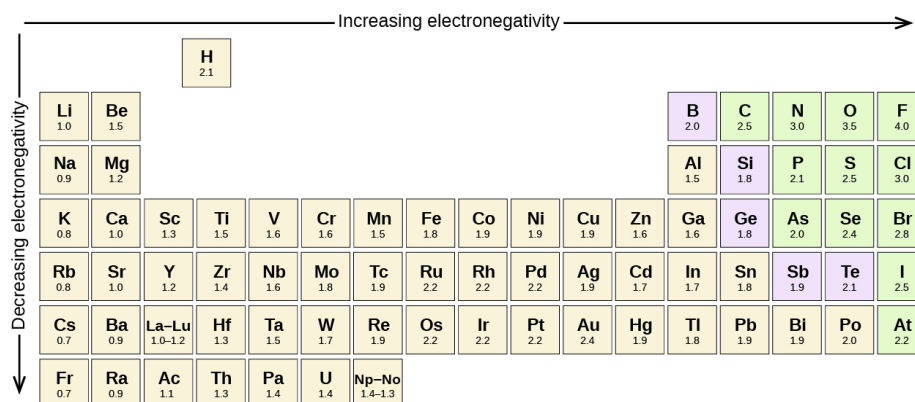 Increasing electronegativity
Decreasing electronegativity
H
2.1
Li Be B C N O F
1.0 1.5 2.0 2.5 3.0 3.5 4.0
Na Mg Al Si P S Cl
0.9 1.2 1.5 1.8 2.1 2.5 3.0
K Ca Sc Ti V Cr Mn Fe Co Ni Cu Zn Ga Ge As Se Br
0.8 1.0 1.3 1.5 1.6 1.6 1.5 1.8 1.9 1.9 1.9 1.6 1.6 1.8 2.0 2.4 2.8
Rb Sr Y Zr Nb Mo Tc Ru Rh Pd Ag Cd In Sn Sb Te I
0.8 1.0 1.2 1.4 1.6 1.8 1.9 2.2 2.2 2.2 1.9 1.7 1.7 1.8 1.9 2.1 2.5
Cs Ba La–Lu Hf Ta W Re Os Ir Pt Au Hg Tl Pb Bi Po At
0.7 0.9 1.0–1.2 1.3 1.5 1.7 1.9 2.2 2.2 2.2 2.4 1.9 1.8 1.9 1.9 2.0 2.2
Fr Ra Ac Th Pa U Np–No
0.7 0.9 1.1 1.3 1.4 1.4 1.4–1.3